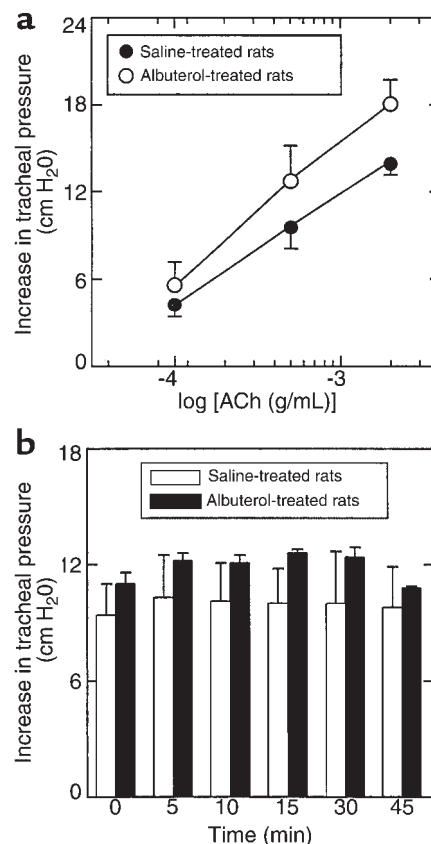 a
24
18
12
6
0
Increase in tracheal pressure
(cm H₂0)
Saline-treated rats
Albuterol-treated rats
-4
-3
log [ACh (g/mL)]
b
18
12
6
0
Increase in tracheal pressure
(cm H₂0)
Saline-treated rats
Albuterol-treated rats
0 5 10 15 30 45
Time (min)